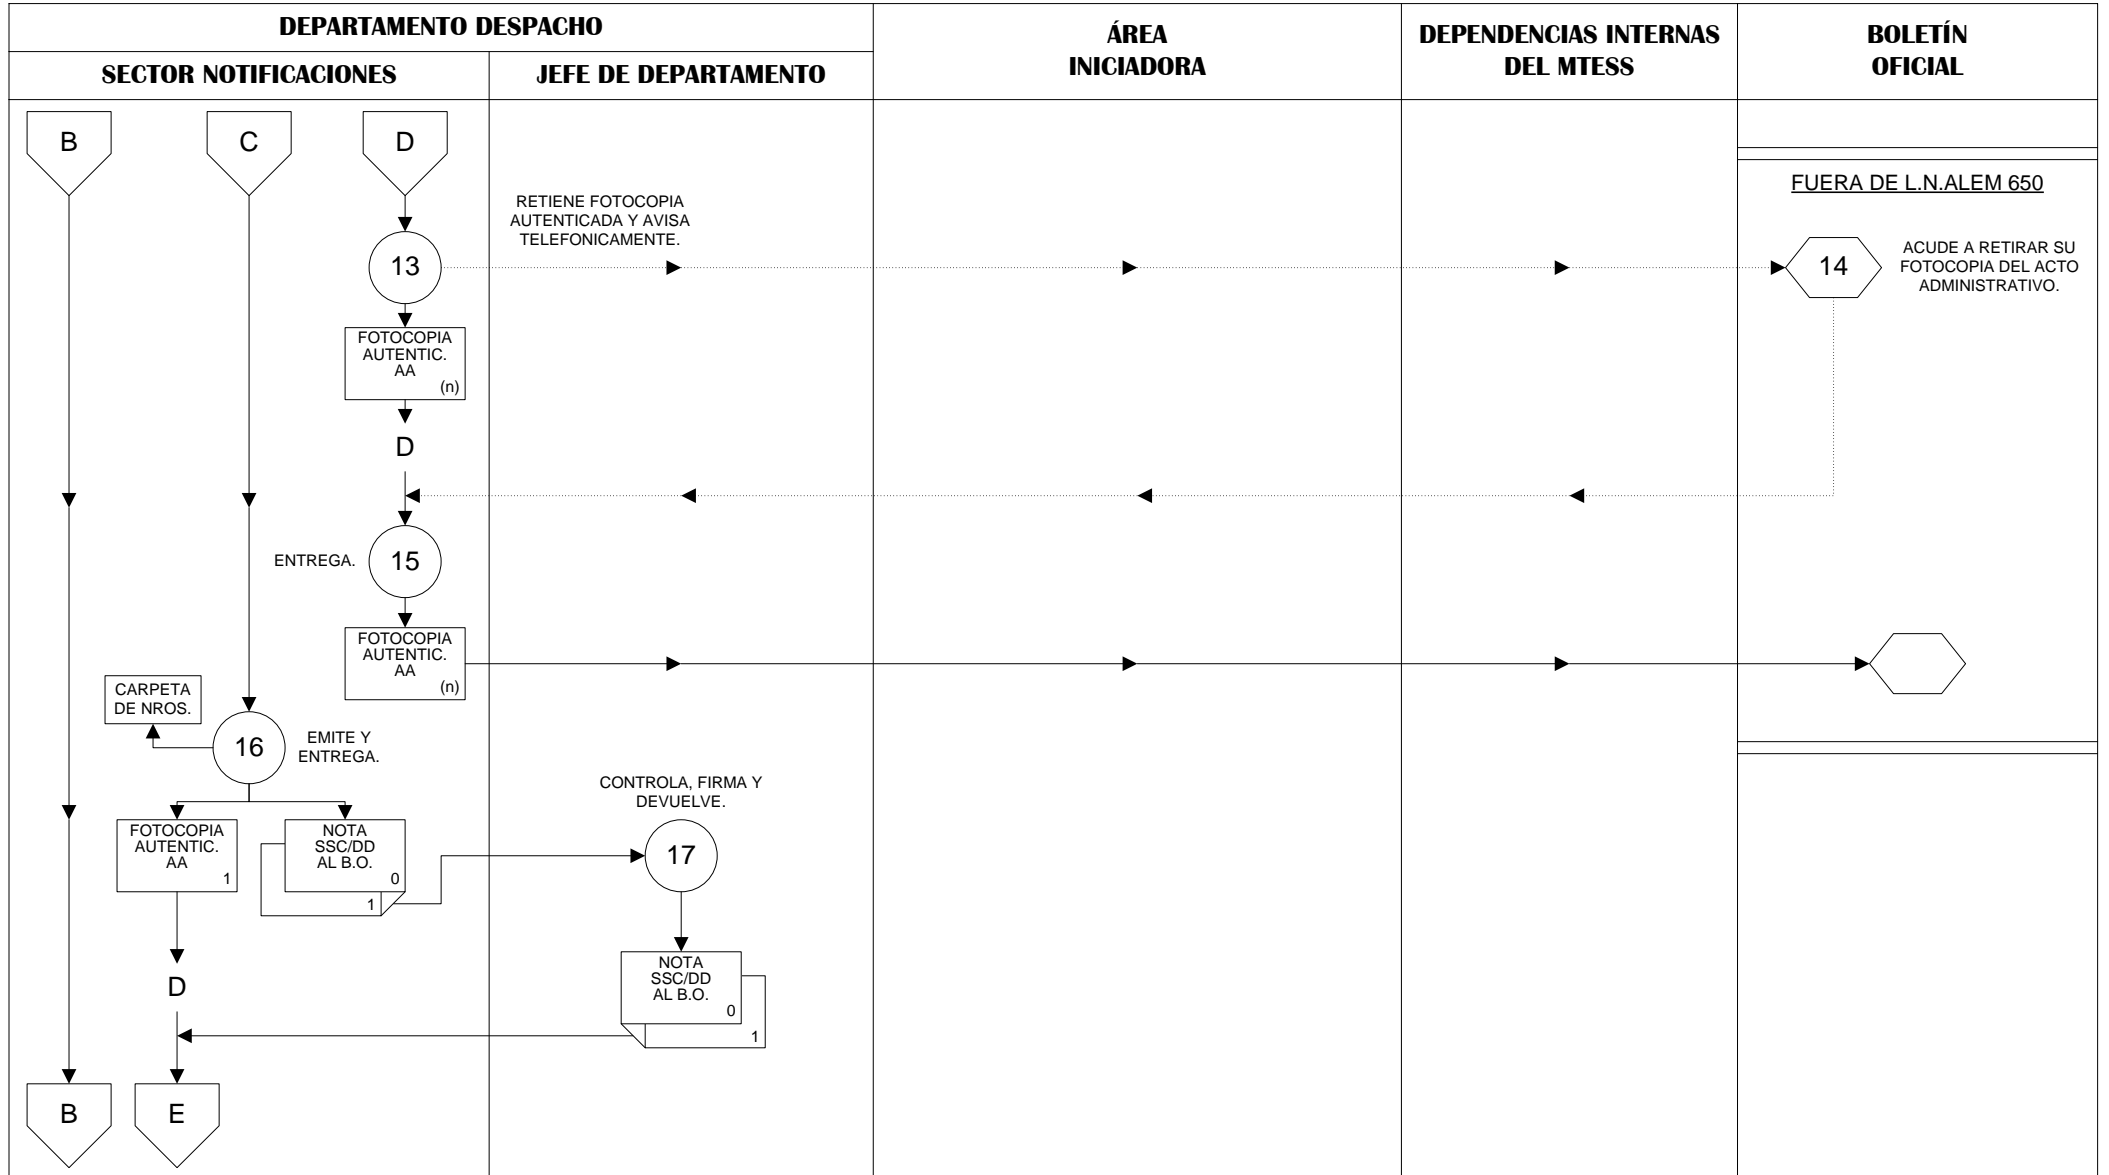 DEPARTAMENTO DESPACHO
SECTOR NOTIFICACIONES
JEFE DE DEPARTAMENTO
ÁREA
INICIADORA
DEPENDENCIAS INTERNAS
DEL MTESS
BOLETÍN
OFICIAL
B
C
D
FUERA DE L.N.ALEM 650
RETIENE FOTOCOPIA
AUTENTICADA Y AVISA
TELEFONICAMENTE.
13
14
ACUDE A RETIRAR SU
FOTOCOPIA DEL ACTO
ADMINISTRATIVO.
FOTOCOPIA
AUTENTIC.
AA
(n)
D
ENTREGA.
15
FOTOCOPIA
AUTENTIC.
AA
(n)
CARPETA
DE NROS.
16
EMITE Y
ENTREGA.
CONTROLA, FIRMA Y
DEVUELVE.
17
FOTOCOPIA
AUTENTIC.
AA
1
NOTA
SSC/DD
AL B.O.
0
1
NOTA
SSC/DD
AL B.O.
0
1
D
B
E